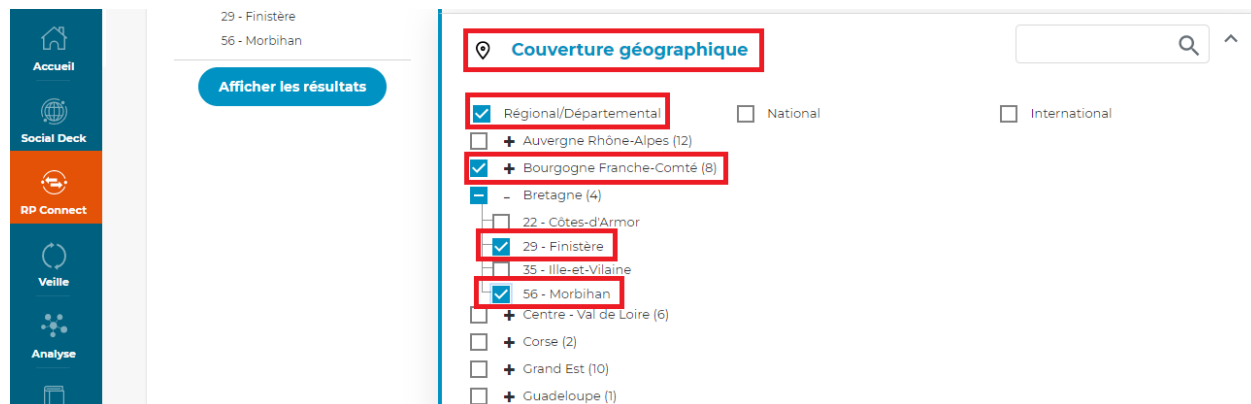 Accueil
Social Deck
RP Connect
Veille
Analyse
29 - Finistère
56 - Morbihan
Afficher les résultats
Couverture géographique
Régional/Départemental
National
International
+ Auvergne Rhône-Alpes (12)
+ Bourgogne Franche-Comté (8)
- Bretagne (4)
22 - Côtes-d'Armor
29 - Finistère
35 - Ille-et-Vilaine
56 - Morbihan
+ Centre - Val de Loire (6)
+ Corse (2)
+ Grand Est (10)
+ Guadeloupe (1)